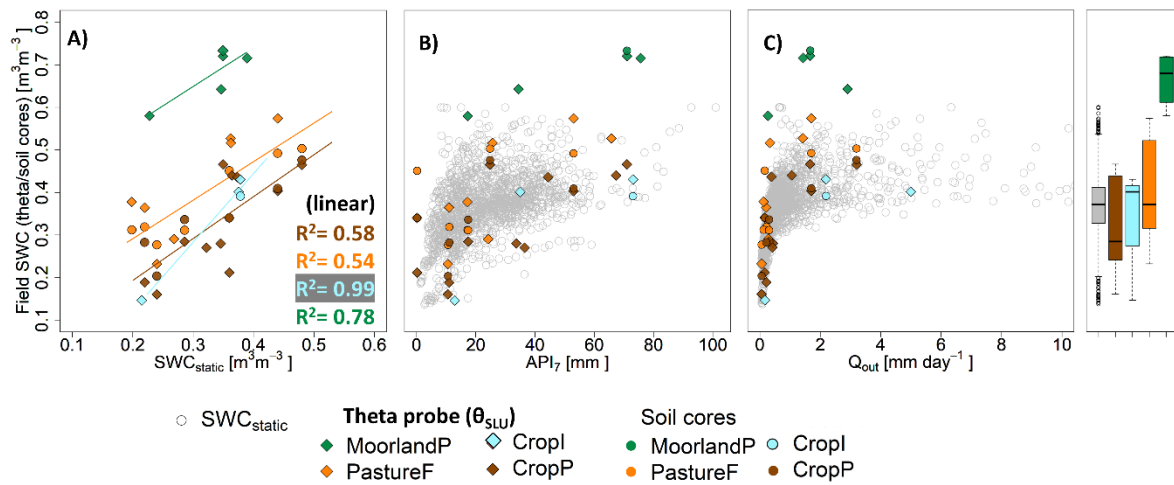 Field SWC (theta/soil cores) [m³m⁻³]
0.8
0.7
0.6
0.5
0.4
0.3
0.2
0.1
A)
(linear)
R²= 0.58
R²= 0.54
R²= 0.99
R²= 0.78
0.1 0.2 0.3 0.4 0.5 0.6
SWCstatic [m³m⁻³]
B)
0 20 40 60 80 100
API₇ [mm]
C)
0 2 4 6 8 10
Qout [mm day⁻¹]
SWCstatic
Theta probe (θSLU)
MoorlandP CropI
PastureF CropP
Soil cores
MoorlandP CropI
PastureF CropP